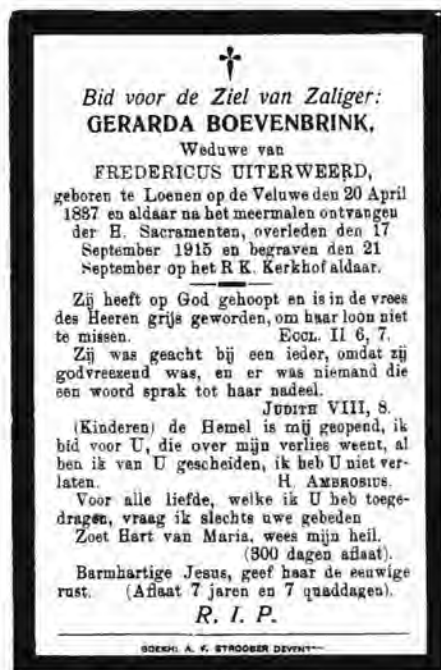 Bid voor de Ziel van Zaliger:
GERARDA BOEVENBRINK,
Weduwe van
FREDERICUS UITERWEERD,
geboren te Loenen op de Veluwe den 20 April
1837 en aldaar na het meermalen ontvangen
der H. Sacramenten, overleden den 17
September 1915 en begraven den 21
September op het R K. Kerkhof aldaar.
Zij heeft op God gehoopt en is in de vrees
des Heeren grijs geworden, om haar loon niet
te missen. ECCL. II 6, 7.
Zij was geacht bij een ieder, omdat zij
godvreezend was, en er was niemand die
een woord sprak tot haar nadeel.
JUDITH VIII, 8.
(Kinderen) de Hemel is mij geopend, ik
bid voor U, die over mijn verlies weent, al
ben ik van U gescheiden, ik heb U niet ver-
laten. H. AMBROSIUS.
Voor alle liefde, welke ik U heb toege-
dragen, vraag ik slechts uwe gebeden
Zoet Hart van Maria, wees mijn heil.
(300 dagen aflaat).
Barmhartige Jesus, geef haar de eeuwige
rust. (Aflaat 7 jaren en 7 quaddagen).
R. I. P.
BOEKH. A. F. STROOBER DEVENT